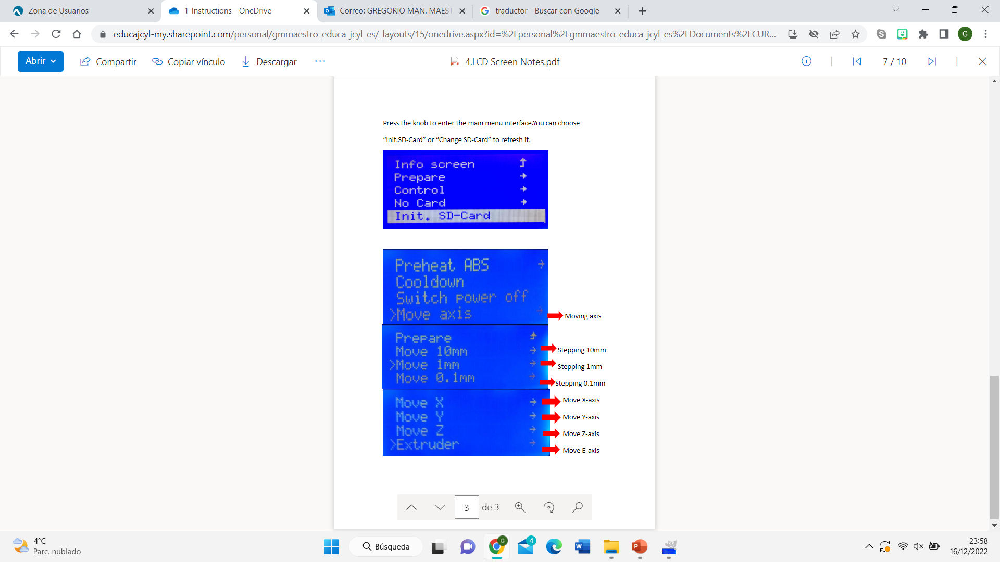 Zona de Usuarios
1-Instructions - OneDrive
Correo: GREGORIO MAN. MAEST
traductor - Buscar con Google
educajcyl-my.sharepoint.com/personal/gmmaestro_educa_jcyl_es/_layouts/15/onedrive.aspx?id=%2Fpersonal%2Fgmmaestro_educa_jcyl_es%2FDocuments%2FCUR...
G
Abrir
Compartir
Copiar vínculo
Descargar
4.LCD Screen Notes.pdf
7 / 10
Press the knob to enter the main menu interface.You can choose
“Init.SD-Card” or “Change SD-Card” to refresh it.
Info screen
Prepare
Control
No Card
Init. SD-Card
Preheat ABS
Cooldown
Switch power off
>Move axis
Moving axis
Prepare
Move 10mm
Stepping 10mm
>Move 1mm
Stepping 1mm
Move 0.1mm
Stepping 0.1mm
Move X
Move X-axis
Move Y
Move Y-axis
Move Z
Move Z-axis
>Extruder
Move E-axis
3 de 3
4°C
Parc. nublado
Búsqueda
G
4
23:58
16/12/2022